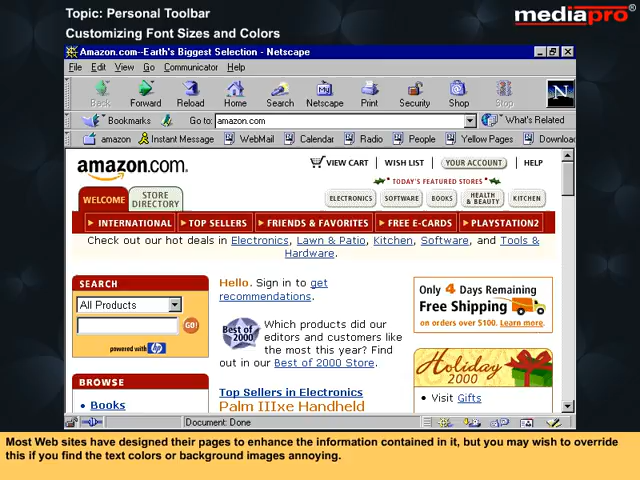 Topic: Personal Toolbar
mediapro®
Customizing Font Sizes and Colors
Amazon.com--Earth's Biggest Selection - Netscape
File Edit View Go Communicator Help
Back Forward Reload Home Search Netscape Print Security Shop Stop N
Bookmarks Go to: amazon.com What's Related
amazon Instant Message WebMail Calendar Radio People Yellow Pages Download
amazon.com. VIEW CART WISH LIST YOUR ACCOUNT HELP
TODAY'S FEATURED STORES
WELCOME STORE DIRECTORY ELECTRONICS SOFTWARE BOOKS HEALTH & BEAUTY KITCHEN
INTERNATIONAL TOP SELLERS FRIENDS & FAVORITES FREE E-CARDS PLAYSTATION2
Check out our hot deals in Electronics, Lawn & Patio, Kitchen, Software, and Tools &
Hardware.
SEARCH
All Products
GO!
powered with hp
BROWSE
• Books
Hello. Sign in to get
recommendations.
Best of 2000
Which products did our
editors and customers like
the most this year? Find
out in our Best of 2000 Store.
Top Sellers in Electronics
Palm IIIxe Handheld
Only 4 Days Remaining
Free Shipping
on orders over $100. Learn more.
Holiday
2000
• Visit Gifts
Document: Done
Most Web sites have designed their pages to enhance the information contained in it, but you may wish to override
this if you find the text colors or background images annoying.